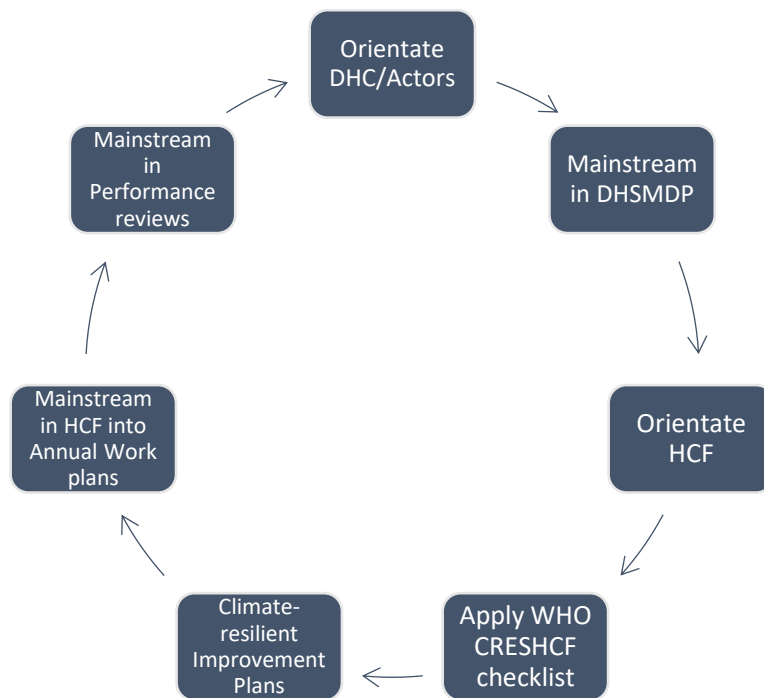 Orientate
DHC/Actors
Mainstream
in DHSMDP
Orientate
HCF
Apply WHO
CRESHCF
checklist
Climate-
resilient
Improvement
Plans
Mainstream
in HCF into
Annual Work
plans
Mainstream
in
Performance
reviews